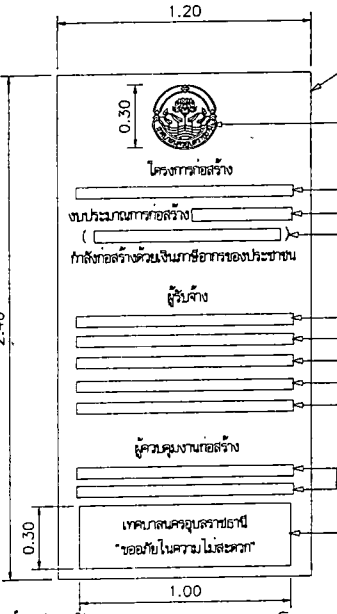 1.20
0.30
โครงการก่อสร้าง
งบประมาณการก่อสร้าง
( )
กำลังก่อสร้างด้วยเงินภาษีอากรของประชาชน
ผู้รับจ้าง
2.40
ผู้ควบคุมงานก่อสร้าง
0.30
เทศบาลนครอุบลราชธานี
"ขออภัยในความไม่สะดวก"
1.00